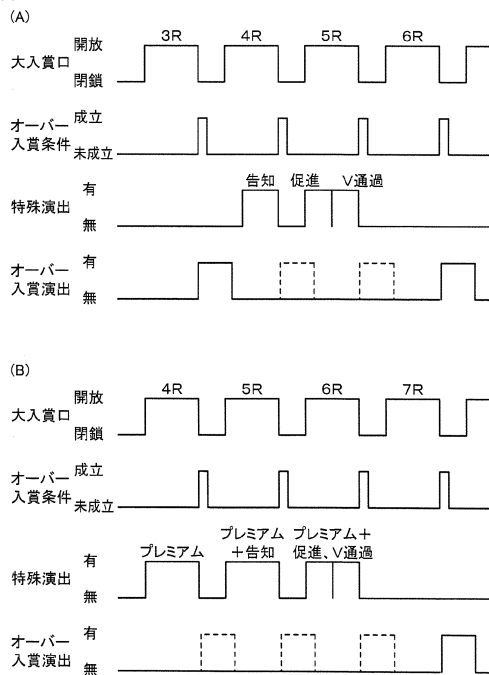 (A)
3R 4R 5R 6R
大入賞口
開放
閉鎖
オーバー
入賞条件
成立
未成立
告知 促進 V通過
特殊演出
有
無
オーバー
入賞演出
有
無
(B)
4R 5R 6R 7R
大入賞口
開放
閉鎖
オーバー
入賞条件
成立
未成立
プレミアム
プレミアム
+告知
プレミアム+
促進、V通過
特殊演出
有
無
オーバー
入賞演出
有
無